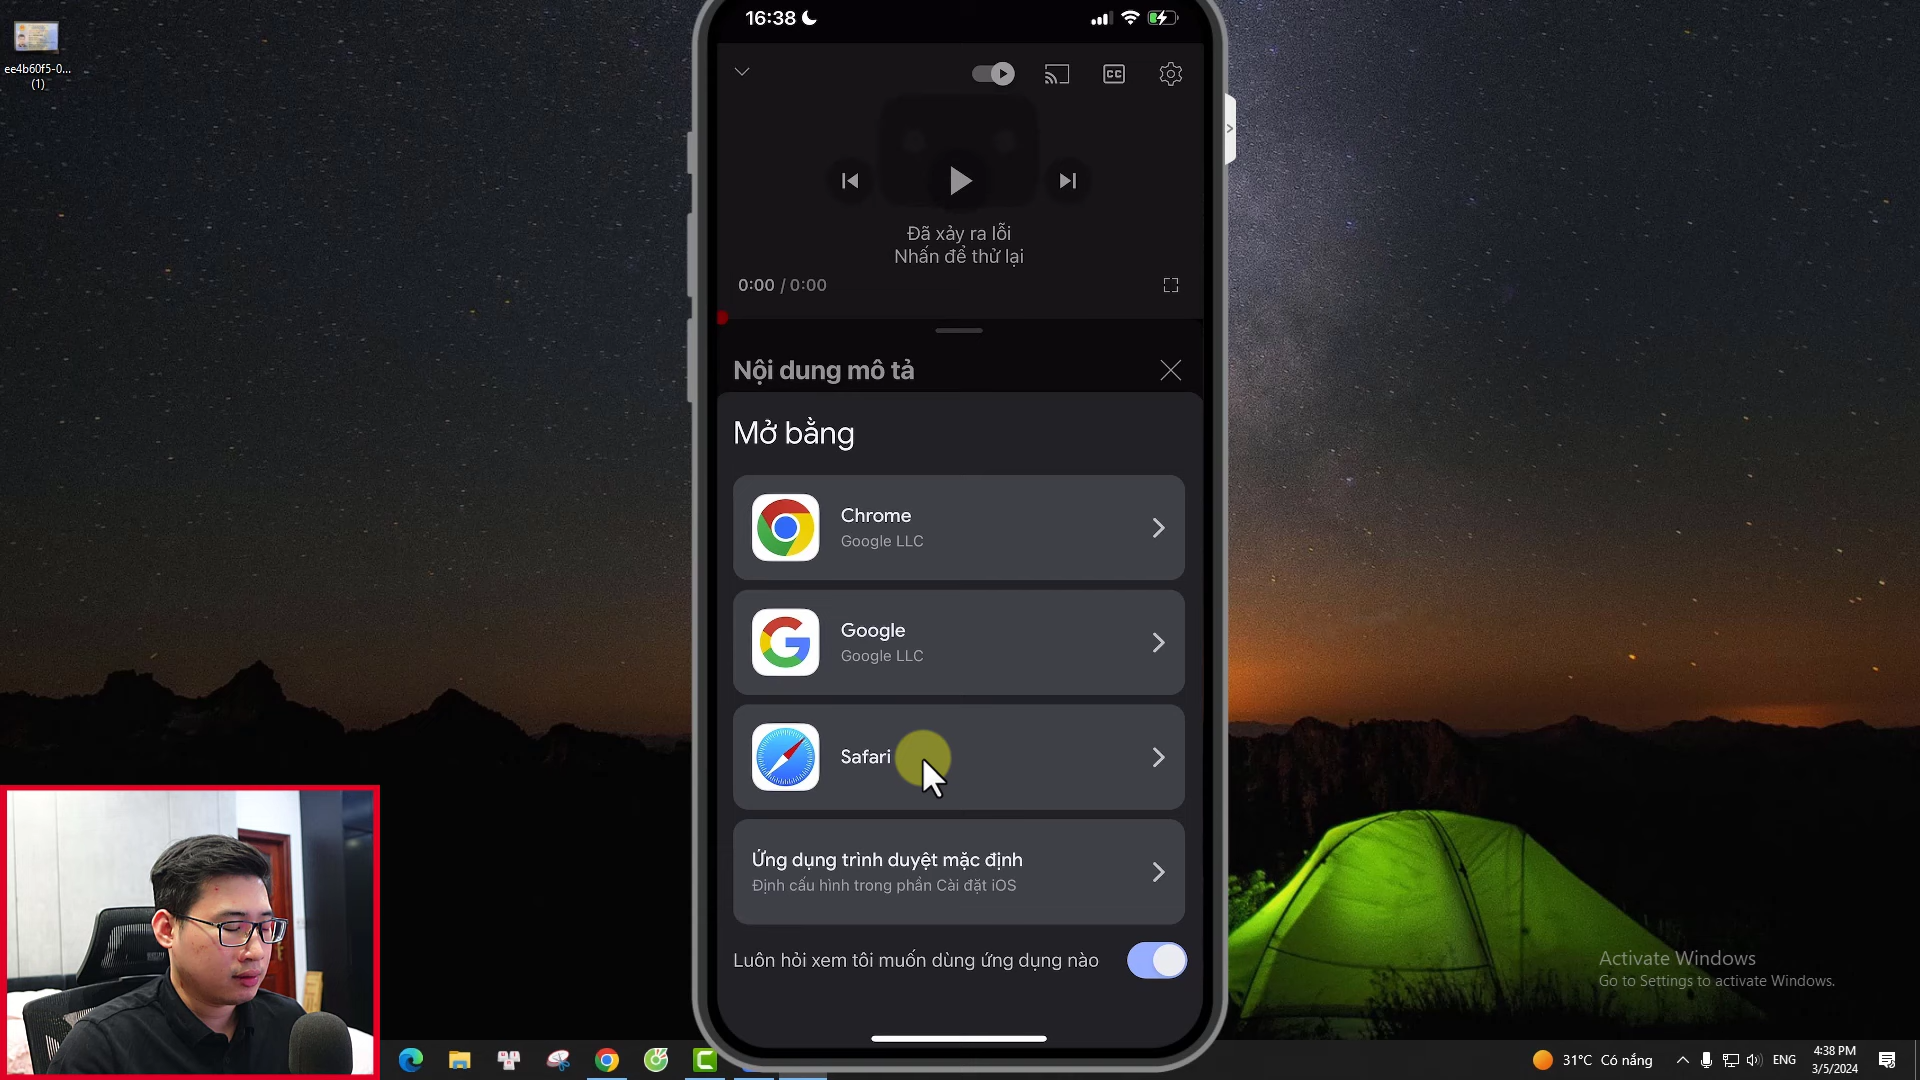 ee4b60f5-0...
(1)
16:38
CC
Đã xảy ra lỗi
Nhấn để thử lại
0:00 / 0:00
Nội dung mô tả
Mở bằng
Chrome
Google LLC
Google
Google LLC
Safari
Ứng dụng trình duyệt mặc định
Định cấu hình trong phần Cài đặt iOS
Luôn hỏi xem tôi muốn dùng ứng dụng nào
Activate Windows
Go to Settings to activate Windows.
31°C Có nắng
ENG
4:38 PM
3/5/2024